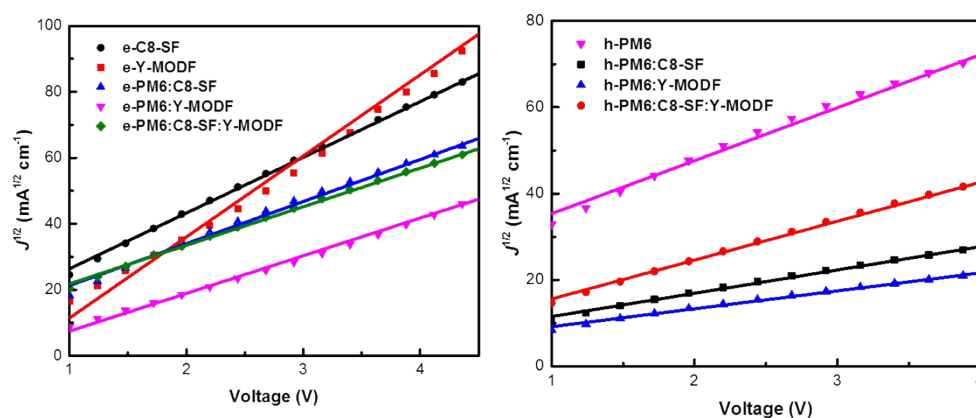 100
80
60
40
20
0
J1/2 (mA1/2 cm-1)
e-C8-SF
e-Y-MODF
e-PM6:C8-SF
e-PM6:Y-MODF
e-PM6:C8-SF:Y-MODF
1 2 3 4
Voltage (V)
80
60
40
20
0
J1/2 (mA1/2 cm-1)
h-PM6
h-PM6:C8-SF
h-PM6:Y-MODF
h-PM6:C8-SF:Y-MODF
1 2 3 4
Voltage (V)